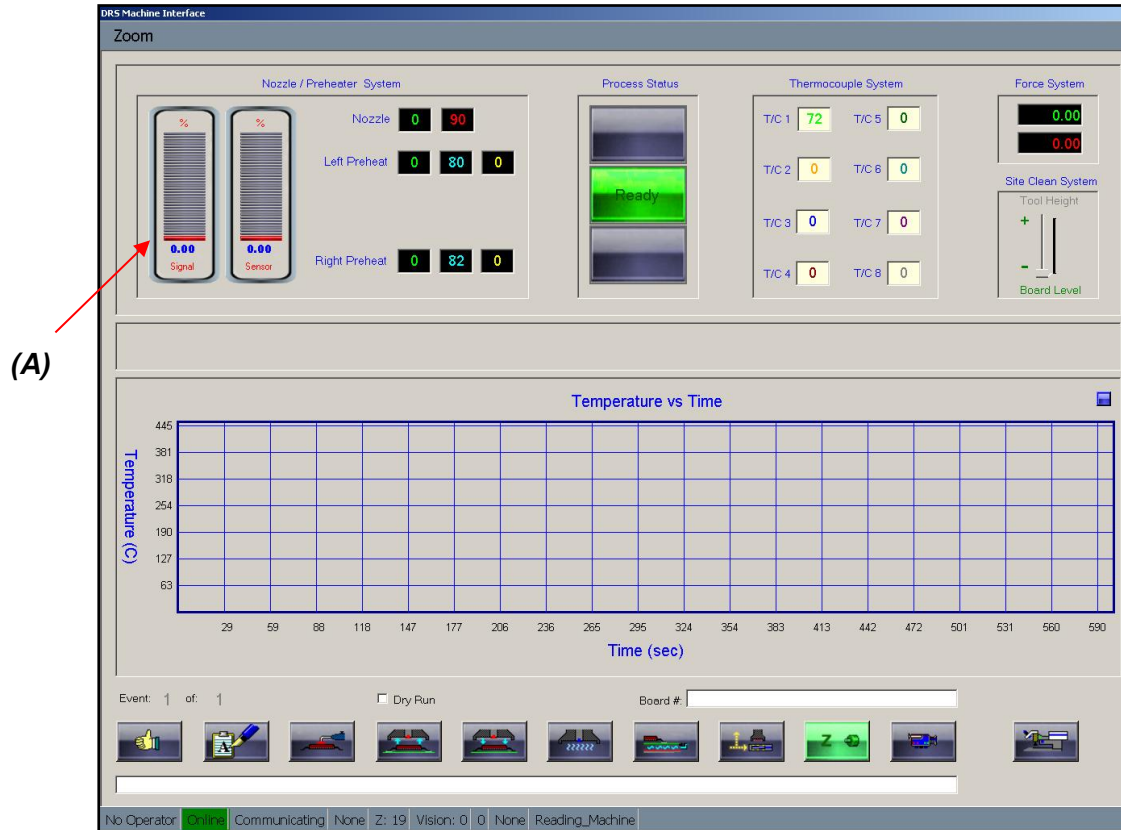 DRS Machine Interface
Zoom
Nozzle / Preheater System
Process Status
Thermocouple System
Force System
%
%
Nozzle 0 90
Left Preheat 0 80 0
Right Preheat 0 82 0
0.00
Signal
0.00
Sensor
Ready
T/C 1 72 T/C 5 0
T/C 2 0 T/C 6 0
T/C 3 0 T/C 7 0
T/C 4 0 T/C 8 0
0.00
0.00
Site Clean System
Tool Height
+
-
Board Level
(A)
Temperature vs Time
Temperature (C)
445
381
318
254
190
127
63
29 59 88 118 147 177 206 236 265 295 324 354 383 413 442 472 501 531 560 590
Time (sec)
Event: 1 of: 1
Dry Run
Board #:
A
Z
No Operator Online Communicating None Z: 19 Vision: 0 0 None Reading_Machine